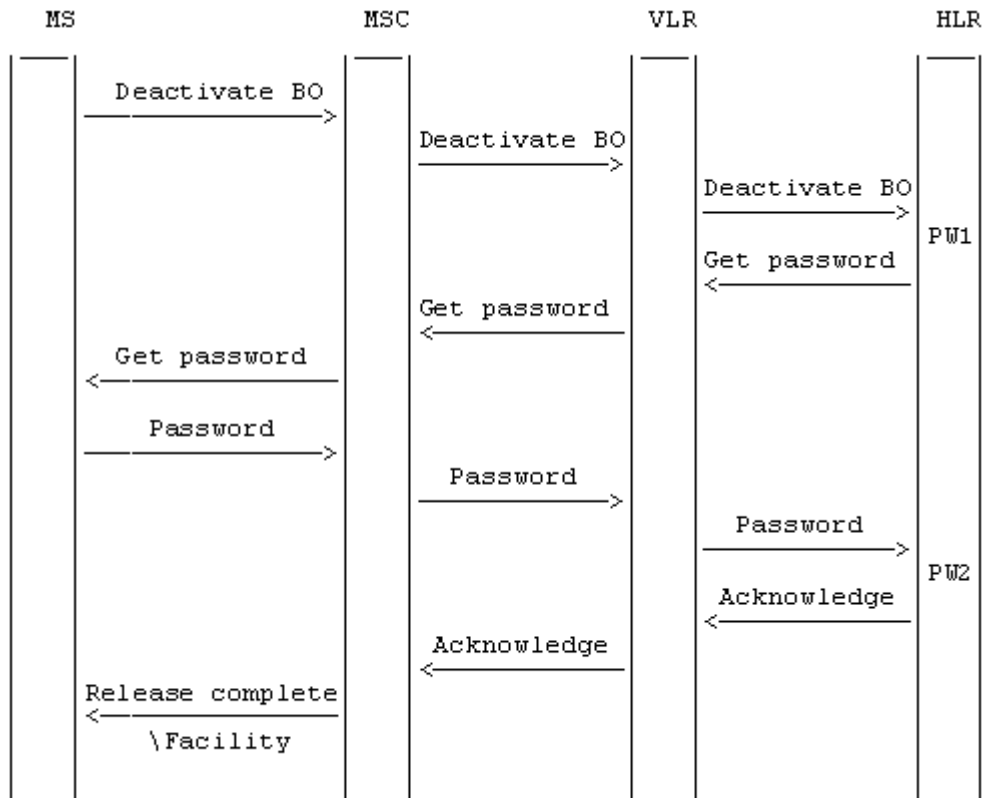 MS MSC VLR HLR
Deactivate BO
Deactivate BO
Deactivate BO
PW1
Get password
Get password
Get password
Password
Password
Password
PW2
Acknowledge
Acknowledge
Release complete
\Facility